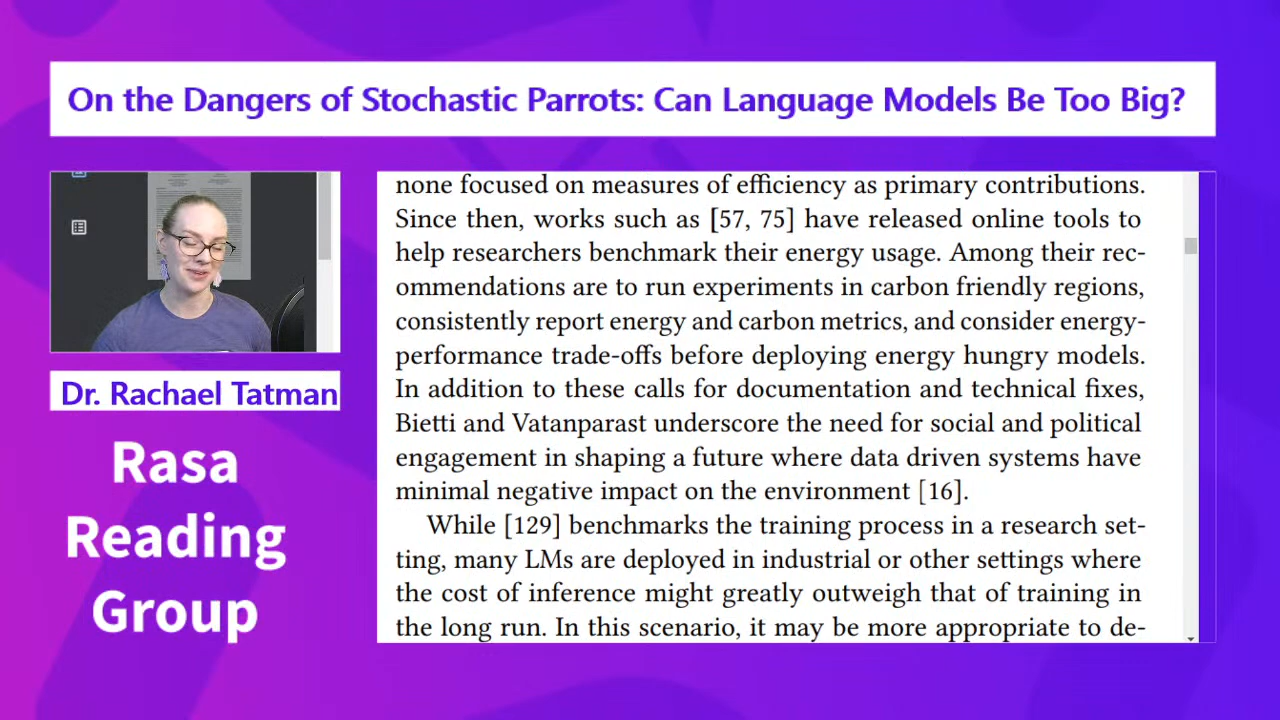 On the Dangers of Stochastic Parrots: Can Language Models Be Too Big?
Dr. Rachael Tatman
Rasa
Reading
Group
none focused on measures of efficiency as primary contributions.
Since then, works such as [57, 75] have released online tools to
help researchers benchmark their energy usage. Among their rec-
ommendations are to run experiments in carbon friendly regions,
consistently report energy and carbon metrics, and consider energy-
performance trade-offs before deploying energy hungry models.
In addition to these calls for documentation and technical fixes,
Bietti and Vatanparast underscore the need for social and political
engagement in shaping a future where data driven systems have
minimal negative impact on the environment [16].
While [129] benchmarks the training process in a research set-
ting, many LMs are deployed in industrial or other settings where
the cost of inference might greatly outweigh that of training in
the long run. In this scenario, it may be more appropriate to de-